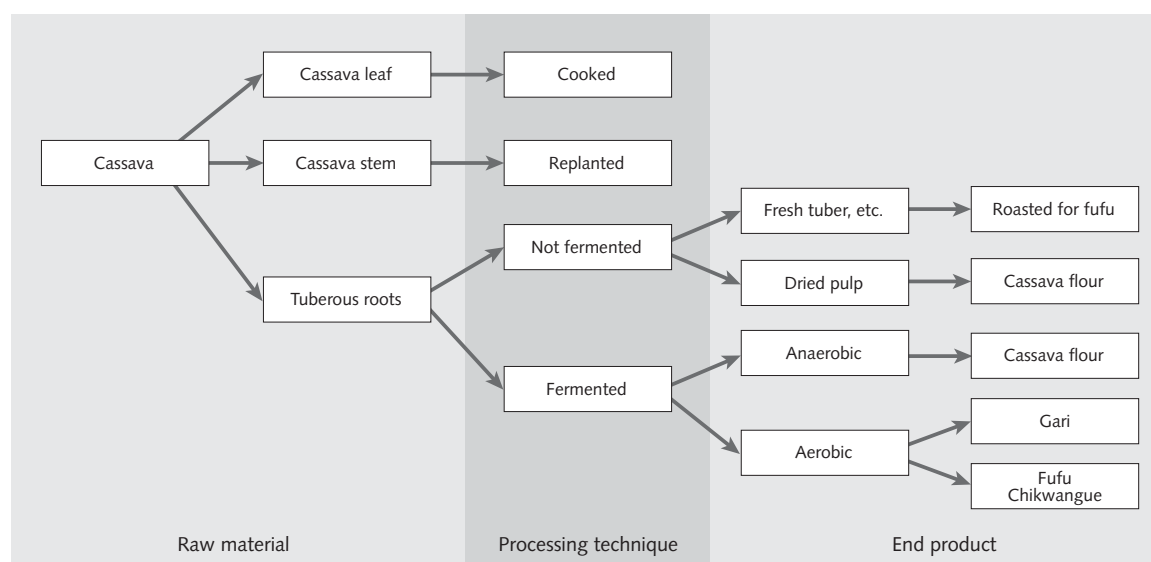 Cassava leaf
Cooked
Cassava
Cassava stem
Replanted
Fresh tuber, etc.
Roasted for fufu
Not fermented
Dried pulp
Cassava flour
Tuberous roots
Anaerobic
Cassava flour
Fermented
Gari
Aerobic
Fufu
Chikwangue
Raw material
Processing technique
End product